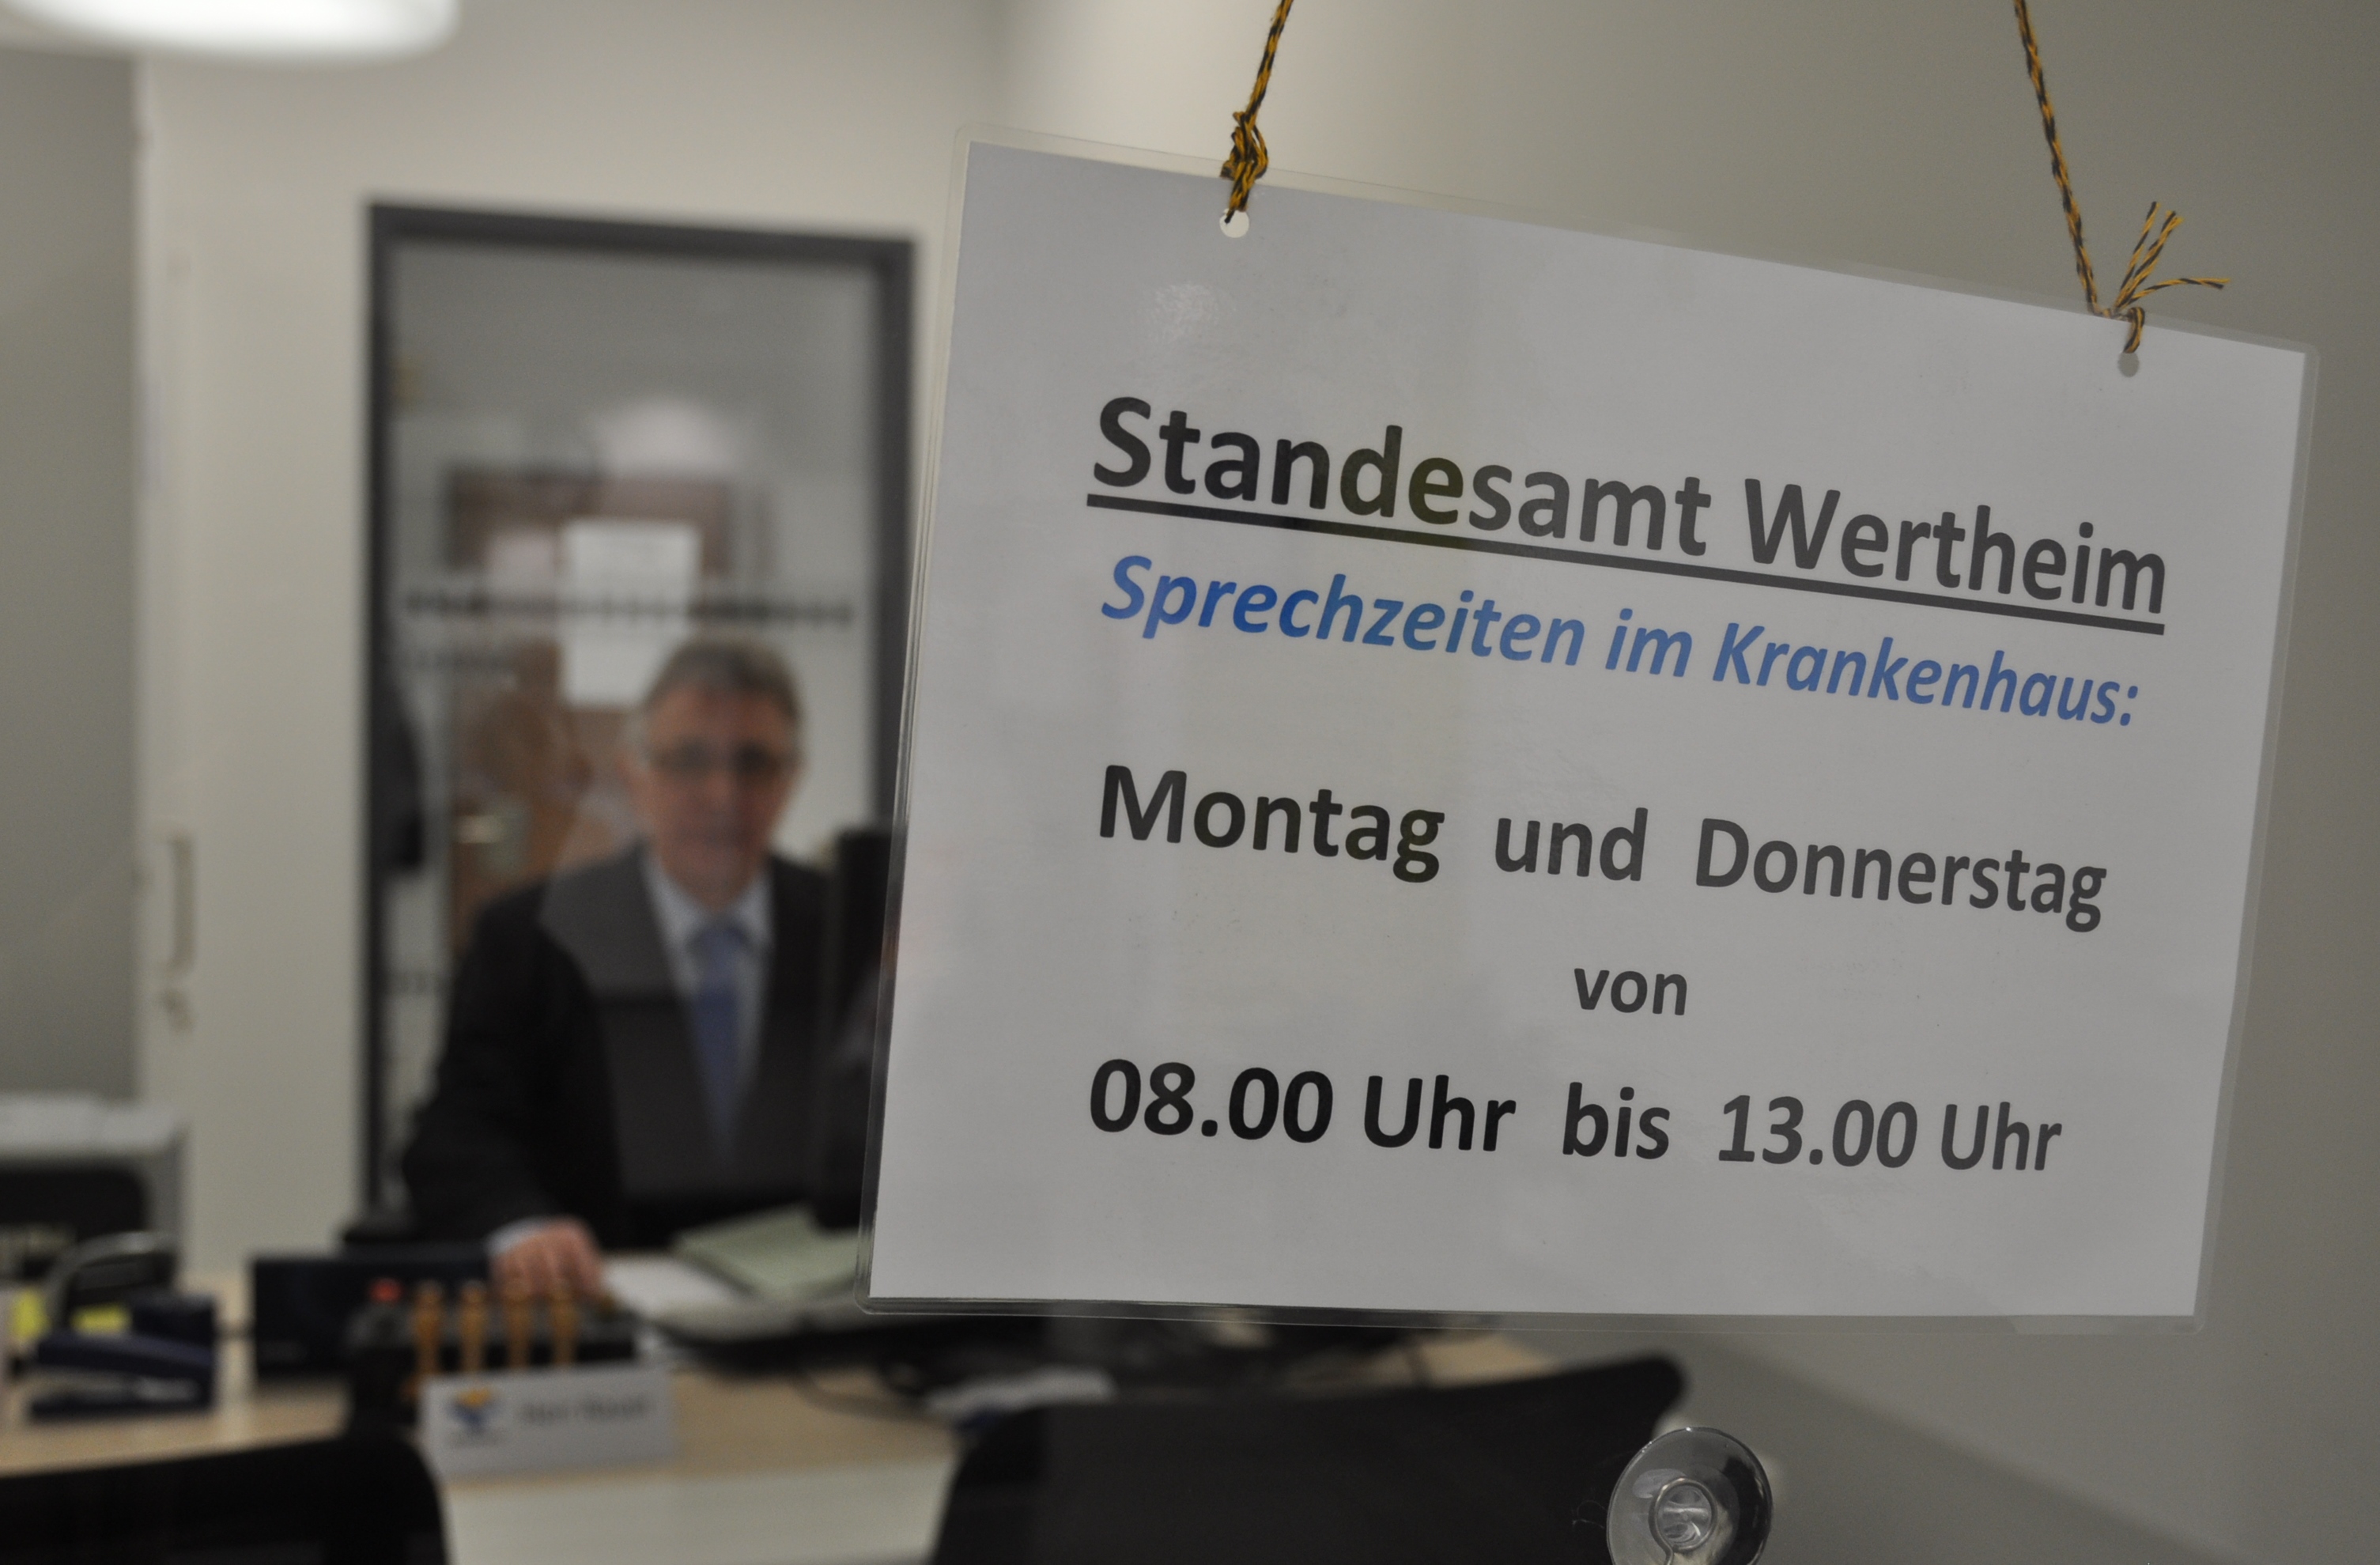 Standesamt Wertheim
Sprechzeiten im Krankenhaus:
Montag und Donnerstag
von
08.00 Uhr bis 13.00 Uhr